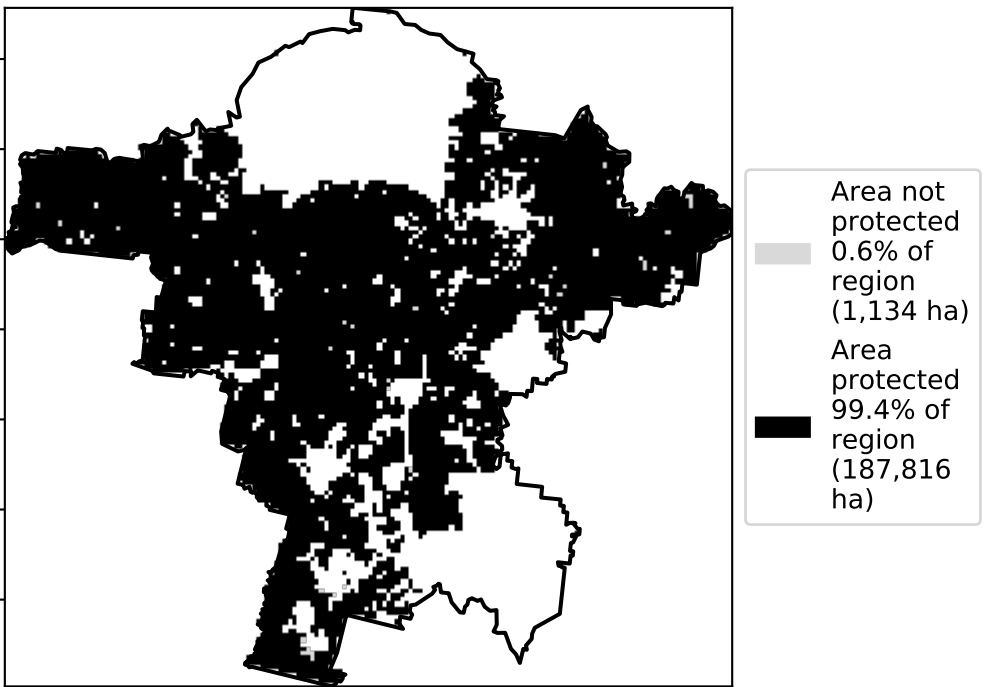 Area not
protected
0.6% of
region
(1,134 ha)
Area
protected
99.4% of
region
(187,816
ha)